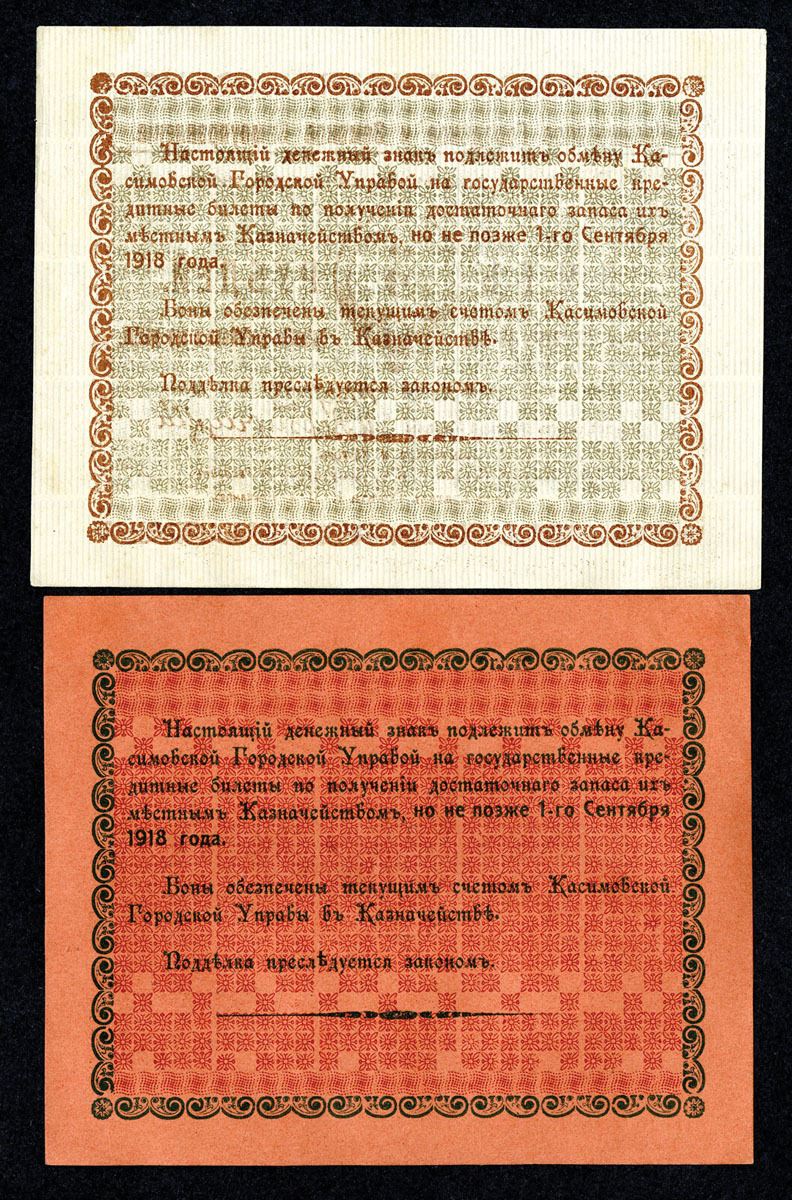 Настоящій денежный знакъ подлежитъ обмѣну Ка-
симовской Городской Управой на государственные кре-
дитные билеты по полученіи достаточнаго запаса ихъ
мѣстнымъ Казначействомъ, но не позже 1-го Сентября
1918 года.
Боны обезпечены текущимъ счетомъ Касимовской
Городской Управы въ Казначействѣ.
Поддѣлка преслѣдуется закономъ.
Настоящій денежный знакъ подлежитъ обмѣну Ка-
симовской Городской Управой на государственные кре-
дитные билеты по полученіи достаточнаго запаса ихъ
мѣстнымъ Казначействомъ, но не позже 1-го Сентября
1918 года.
Боны обезпечены текущимъ счетомъ Касимовской
Городской Управы въ Казначействѣ.
Поддѣлка преслѣдуется закономъ.